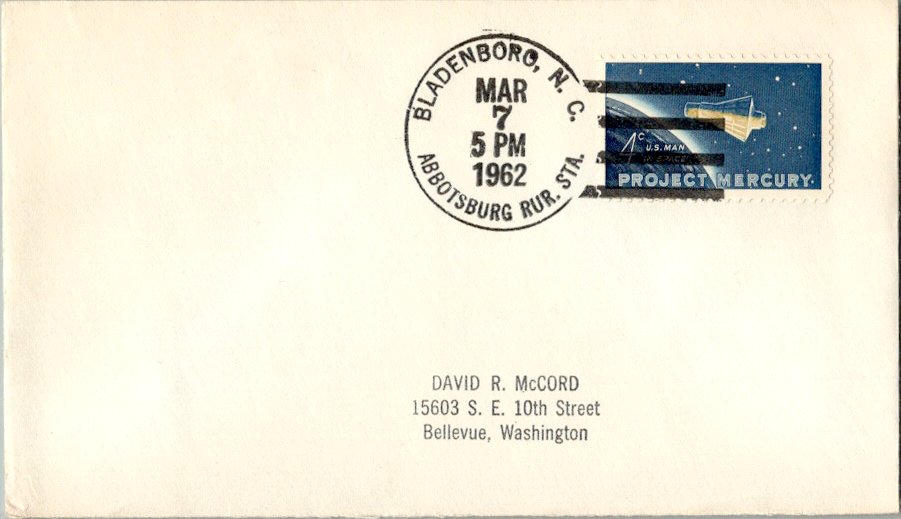 BLADENBORO, N. C.
MAR
7
5 PM
1962
ABBOTSBURG RUR. STA.
4c
U.S. MAN
IN SPACE
PROJECT MERCURY
DAVID R. McCORD
15603 S. E. 10th Street
Bellevue, Washington